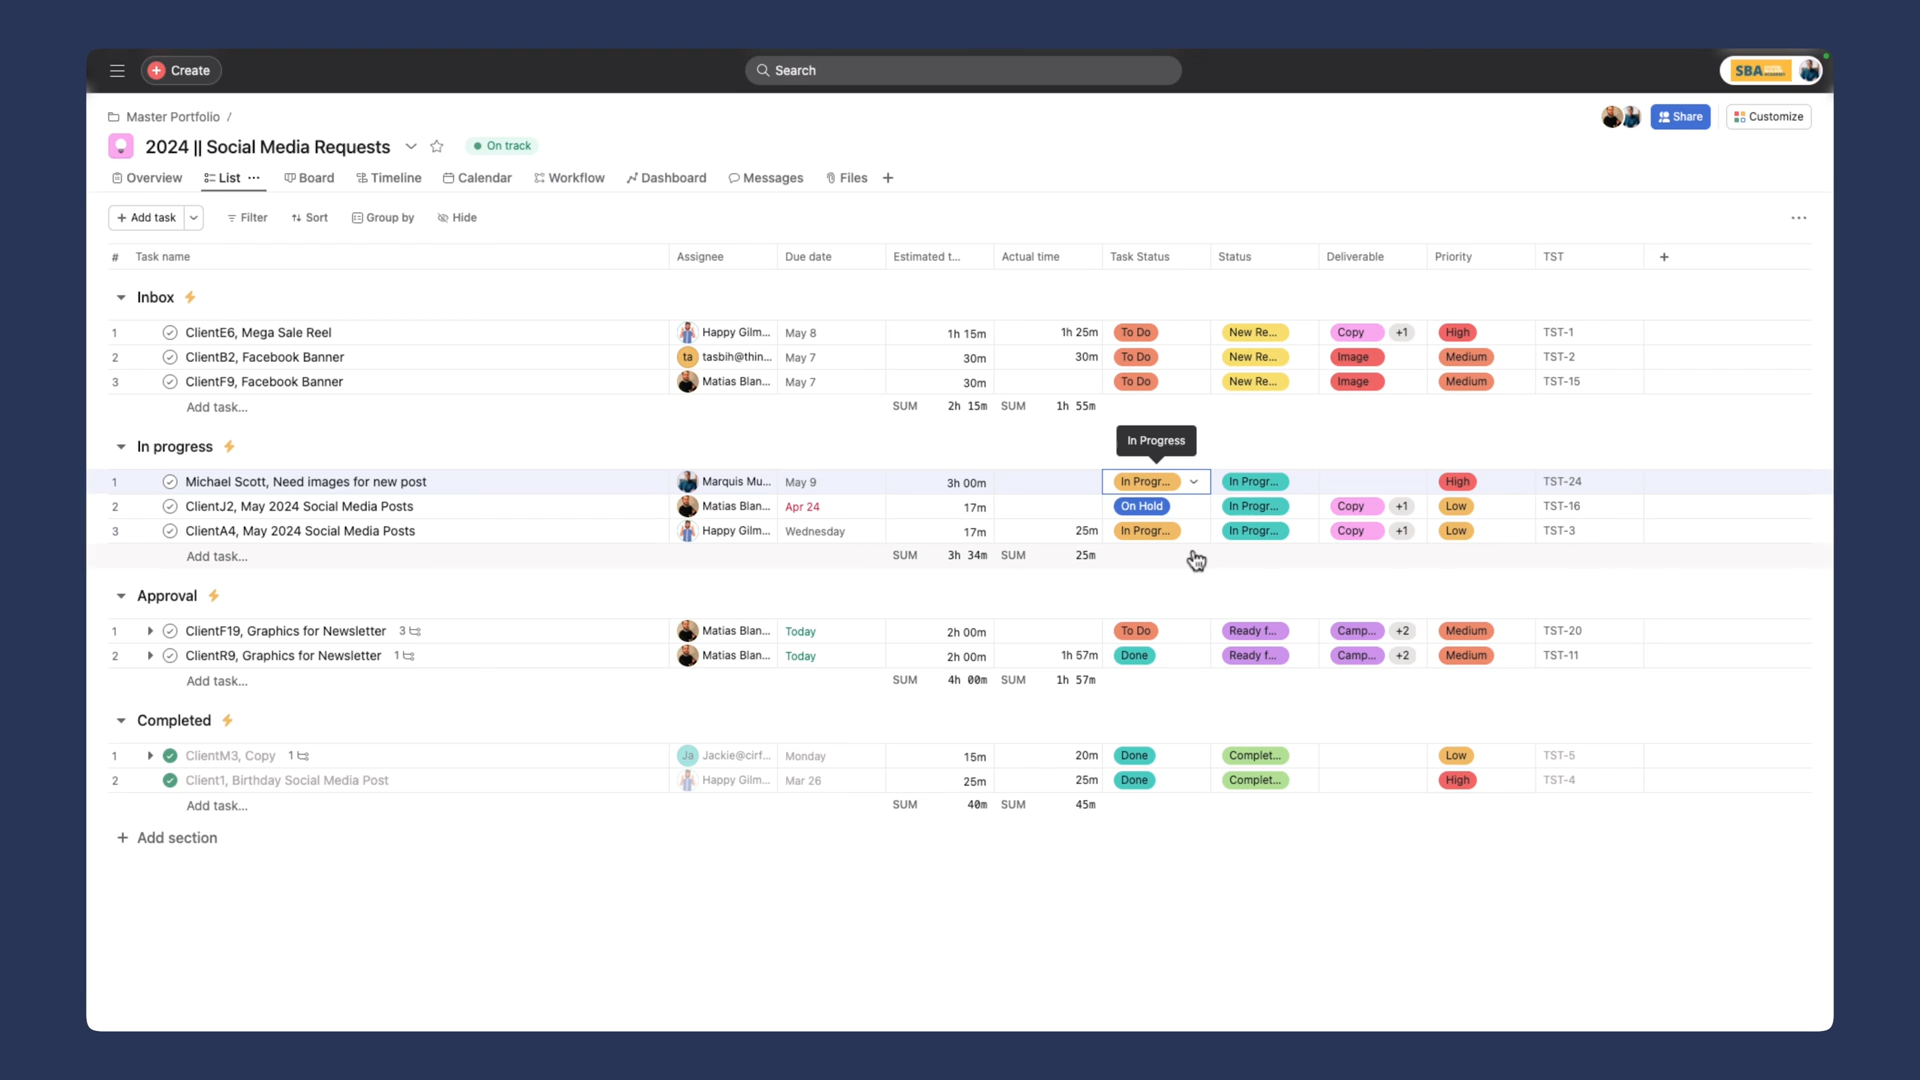 Create
Search
SBA
Master Portfolio /
Share
Customize
2024 || Social Media Requests
On track
Overview
List
Board
Timeline
Calendar
Workflow
Dashboard
Messages
Files
+ Add task
Filter
Sort
Group by
Hide
# Task name Assignee Due date Estimated t... Actual time Task Status Status Deliverable Priority TST +
Inbox
1 ClientE6, Mega Sale Reel Happy Gilm... May 8 1h 15m 1h 25m To Do New Re... Copy +1 High TST-1
2 ClientB2, Facebook Banner ta tasbih@thin... May 7 30m 30m To Do New Re... Image Medium TST-2
3 ClientF9, Facebook Banner Matias Blan... May 7 30m To Do New Re... Image Medium TST-15
Add task... SUM 2h 15m SUM 1h 55m
In progress
In Progress
1 Michael Scott, Need images for new post Marquis Mu... May 9 3h 00m In Progr... In Progr... High TST-24
2 ClientJ2, May 2024 Social Media Posts Matias Blan... Apr 24 17m On Hold In Progr... Copy +1 Low TST-16
3 ClientA4, May 2024 Social Media Posts Happy Gilm... Wednesday 17m 25m In Progr... In Progr... Copy +1 Low TST-3
Add task... SUM 3h 34m SUM 25m
Approval
1 ClientF19, Graphics for Newsletter 3 Matias Blan... Today 2h 00m To Do Ready f... Camp... +2 Medium TST-20
2 ClientR9, Graphics for Newsletter 1 Matias Blan... Today 2h 00m 1h 57m Done Ready f... Camp... +2 Medium TST-11
Add task... SUM 4h 00m SUM 1h 57m
Completed
1 ClientM3, Copy 1 Ja Jackie@cirf... Monday 15m 20m Done Complet... Low TST-5
2 Client1, Birthday Social Media Post Happy Gilm... Mar 26 25m 25m Done Complet... High TST-4
Add task... SUM 40m SUM 45m
+ Add section